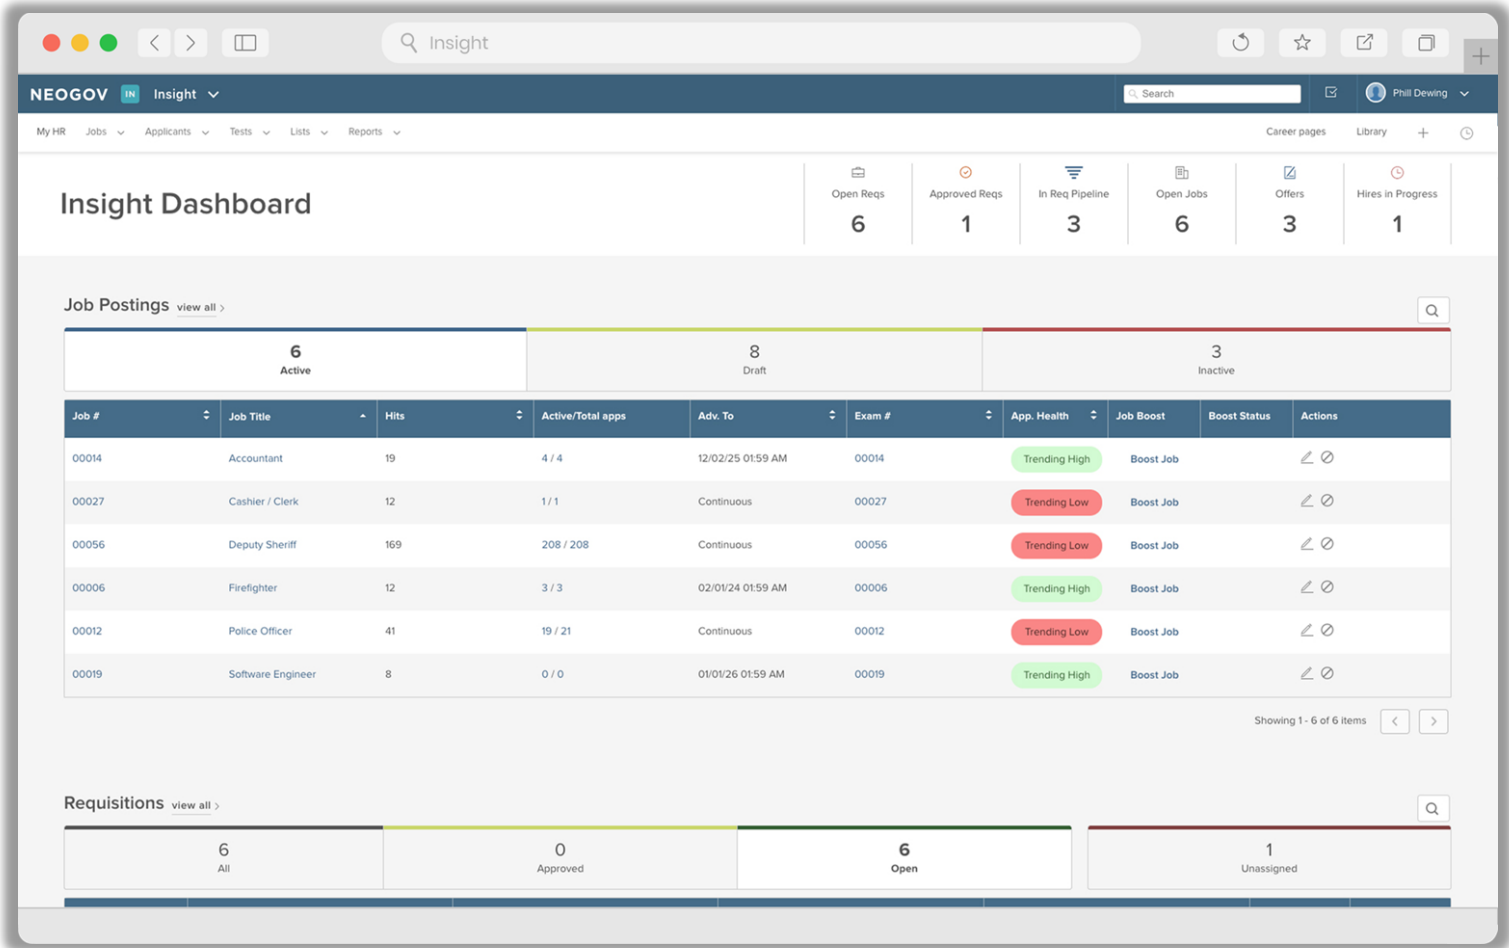 Insight
NEOGOV IN Insight Search Phill Dewing
My HR Jobs Applicants Tests Lists Reports Career pages Library
Insight Dashboard
Open Reqs Approved Reqs In Req Pipeline Open Jobs Offers Hires in Progress
6 1 3 6 3 1
Job Postings view all
6 8 3
Active Draft Inactive
Job # Job Title Hits Active/Total apps Adv. To Exam # App. Health Job Boost Boost Status Actions
00014 Accountant 19 4 / 4 12/02/25 01:59 AM 00014 Trending High Boost Job
00027 Cashier / Clerk 12 1 / 1 Continuous 00027 Trending Low Boost Job
00056 Deputy Sheriff 169 208 / 208 Continuous 00056 Trending Low Boost Job
00006 Firefighter 12 3 / 3 02/01/24 01:59 AM 00006 Trending High Boost Job
00012 Police Officer 41 19 / 21 Continuous 00012 Trending Low Boost Job
00019 Software Engineer 8 0 / 0 01/01/26 01:59 AM 00019 Trending High Boost Job
Showing 1 - 6 of 6 items
Requisitions view all
6 0 6 1
All Approved Open Unassigned